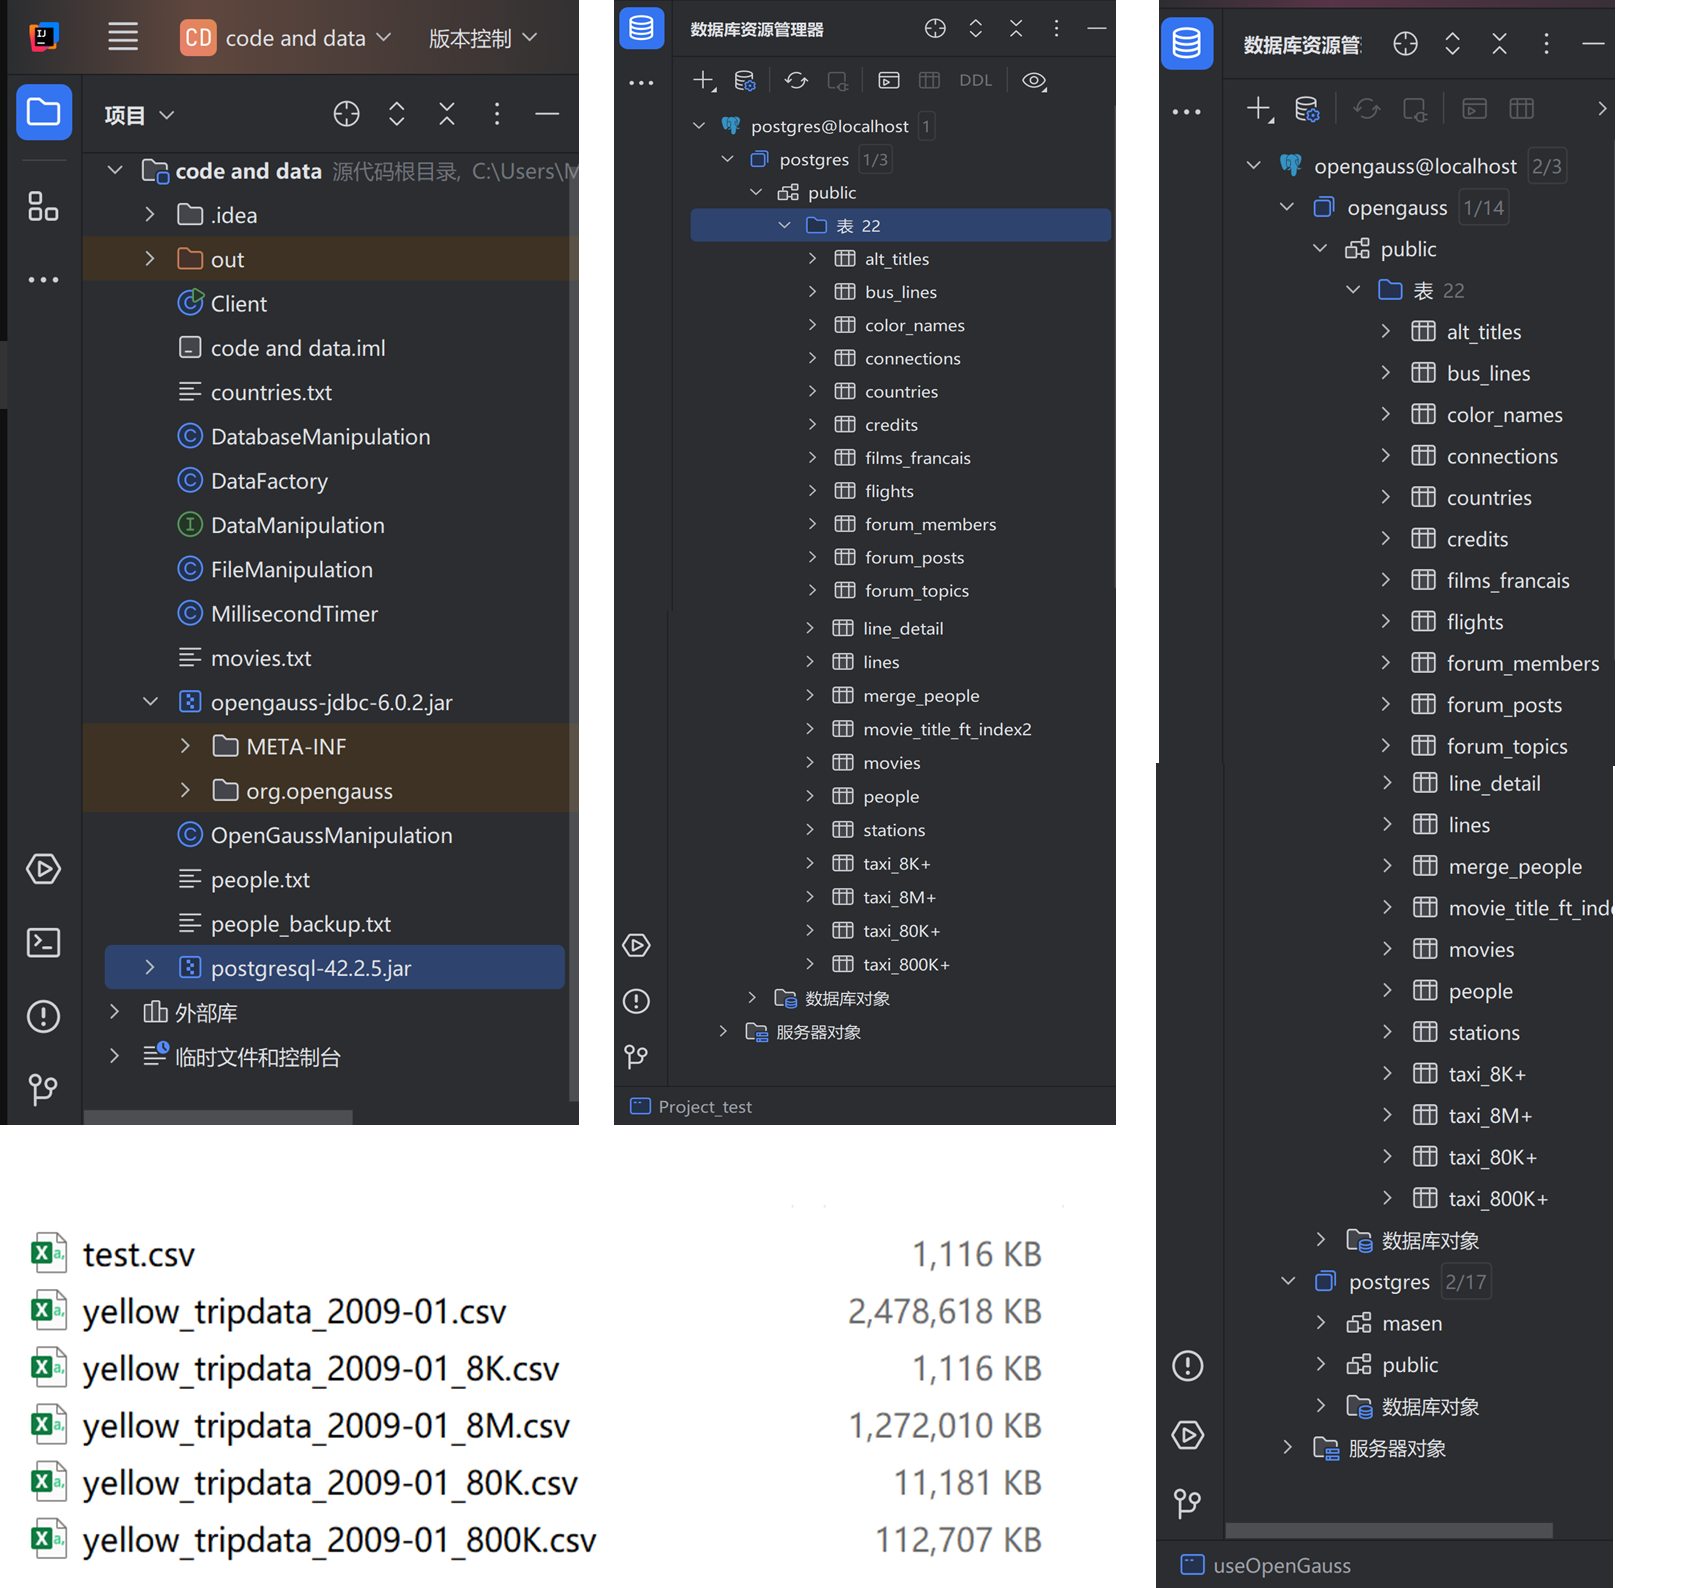 CD code and data 版本控制
项目
code and data 源代码根目录, C:\Users\M
.idea
out
Client
code and data.iml
countries.txt
DatabaseManipulation
DataFactory
DataManipulation
FileManipulation
MillisecondTimer
movies.txt
opengauss-jdbc-6.0.2.jar
META-INF
org.opengauss
OpenGaussManipulation
people.txt
people_backup.txt
postgresql-42.2.5.jar
外部库
临时文件和控制台
数据库资源管理器
DDL
postgres@localhost 1
postgres 1/3
public
表 22
alt_titles
bus_lines
color_names
connections
countries
credits
films_francais
flights
forum_members
forum_posts
forum_topics
line_detail
lines
merge_people
movie_title_ft_index2
movies
people
stations
taxi_8K+
taxi_8M+
taxi_80K+
taxi_800K+
数据库对象
服务器对象
Project_test
数据库资源管
opengauss@localhost 2/3
opengauss 1/14
public
表 22
alt_titles
bus_lines
color_names
connections
countries
credits
films_francais
flights
forum_members
forum_posts
forum_topics
line_detail
lines
merge_people
movie_title_ft_inde
movies
people
stations
taxi_8K+
taxi_8M+
taxi_80K+
taxi_800K+
数据库对象
postgres 2/17
masen
public
数据库对象
服务器对象
useOpenGauss
test.csv 1,116 KB
yellow_tripdata_2009-01.csv 2,478,618 KB
yellow_tripdata_2009-01_8K.csv 1,116 KB
yellow_tripdata_2009-01_8M.csv 1,272,010 KB
yellow_tripdata_2009-01_80K.csv 11,181 KB
yellow_tripdata_2009-01_800K.csv 112,707 KB